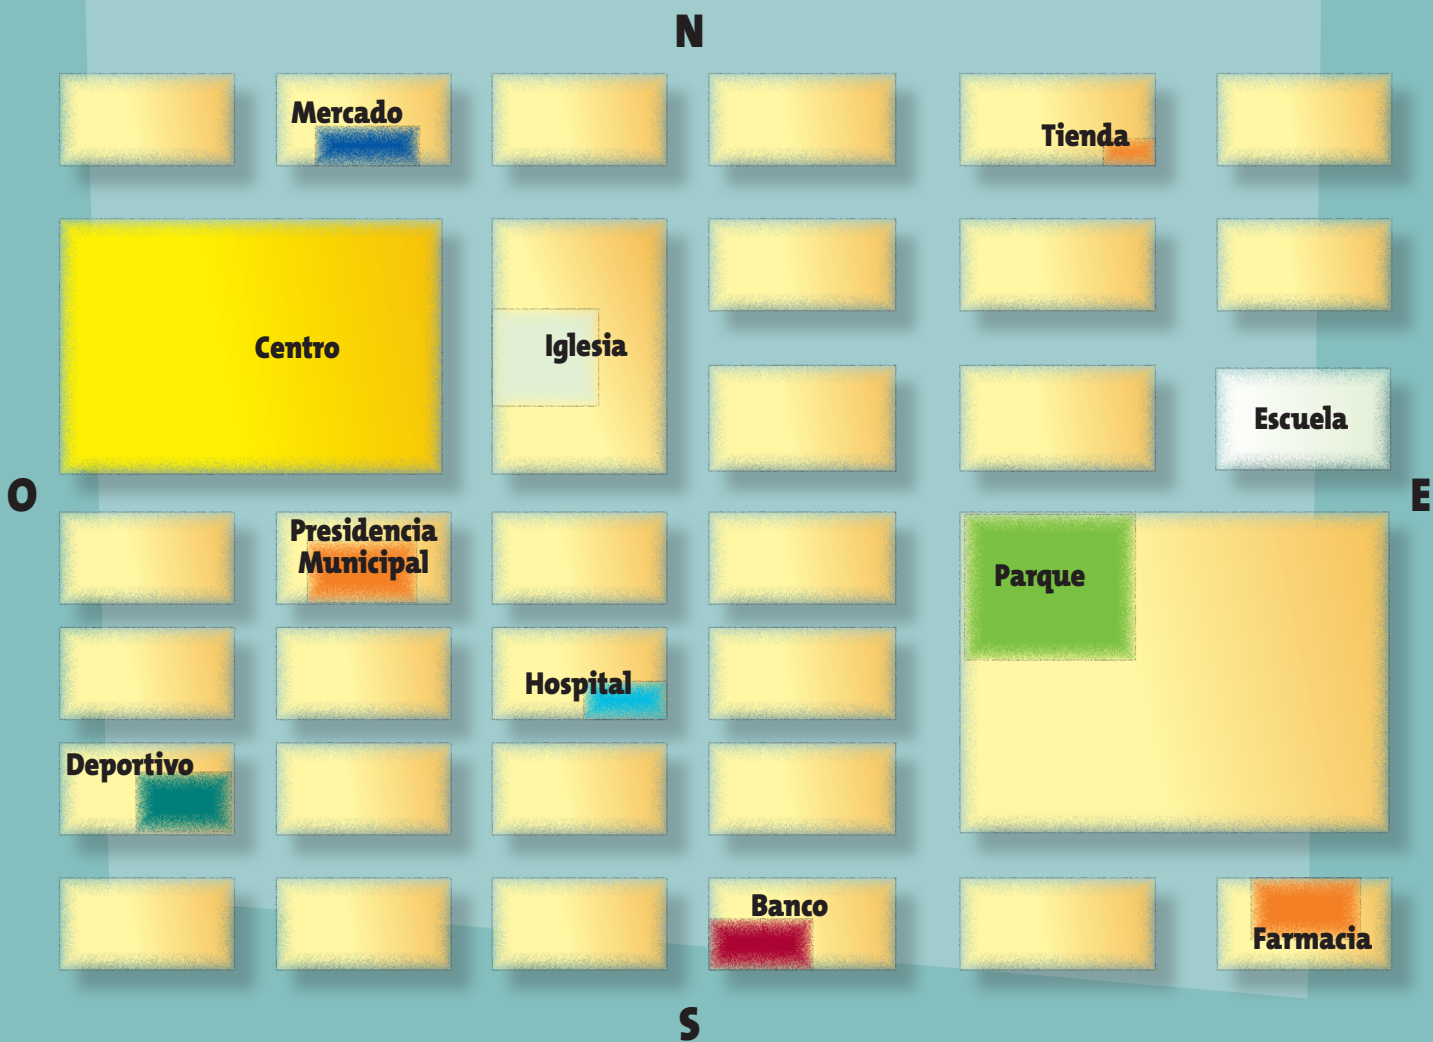 N
Mercado
Tienda
Centro
Iglesia
Escuela
O
E
Presidencia
Municipal
Parque
Hospital
Deportivo
Banco
Farmacia
S